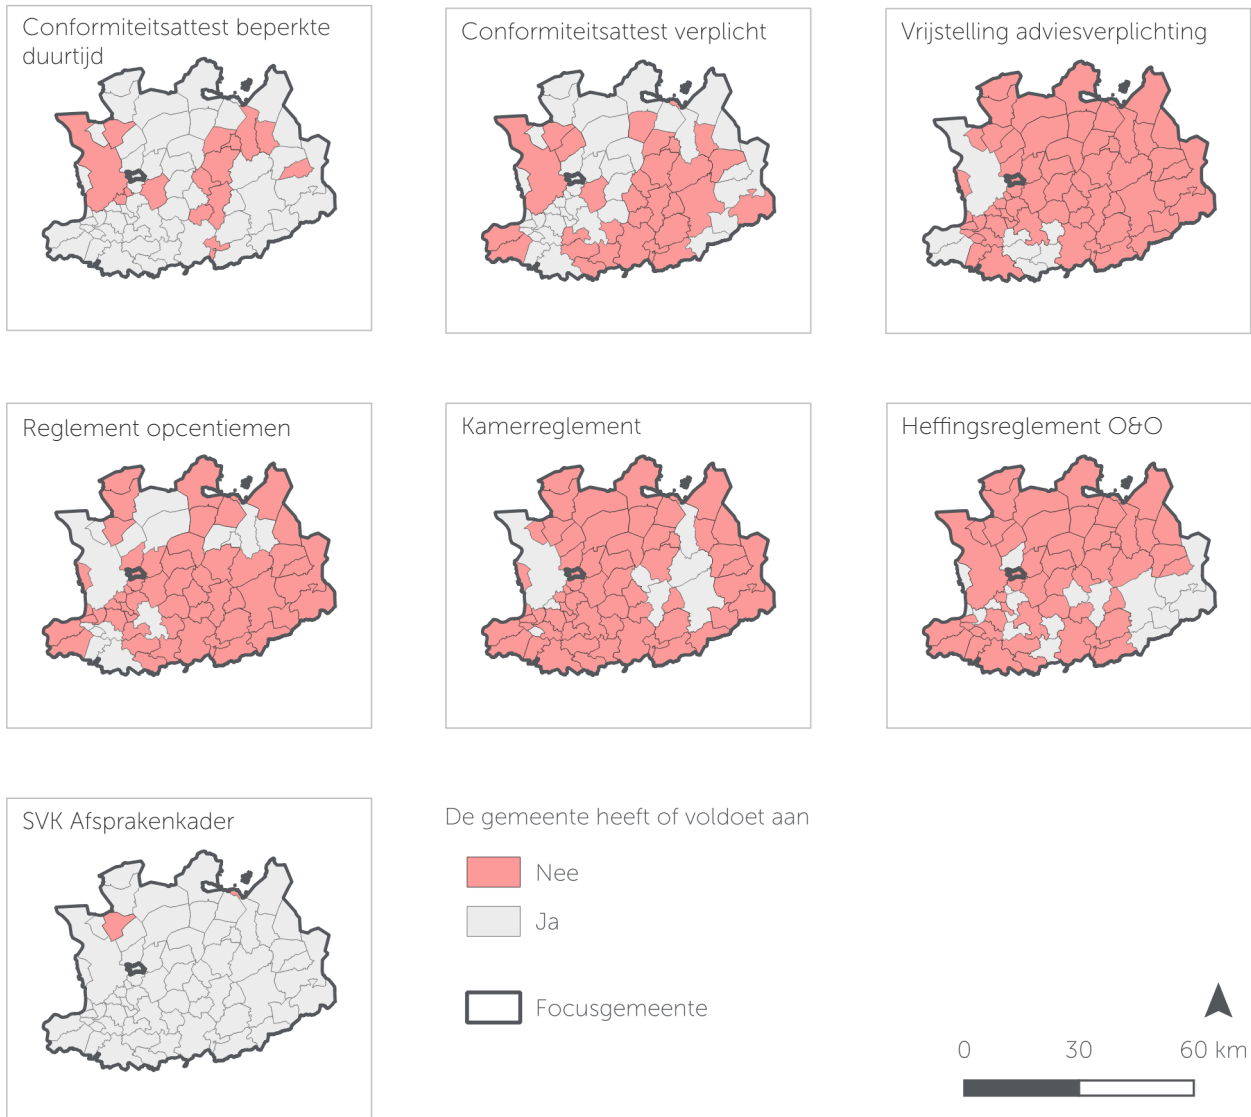 Conformiteitsattest beperkte
duurtijd
Conformiteitsattest verplicht
Vrijstelling adviesverplichting
Reglement opcentiemen
Kamerreglement
Heffingsreglement O&O
SVK Afsprakenkader
De gemeente heeft of voldoet aan
Nee
Ja
Focusgemeente
0 30 60 km